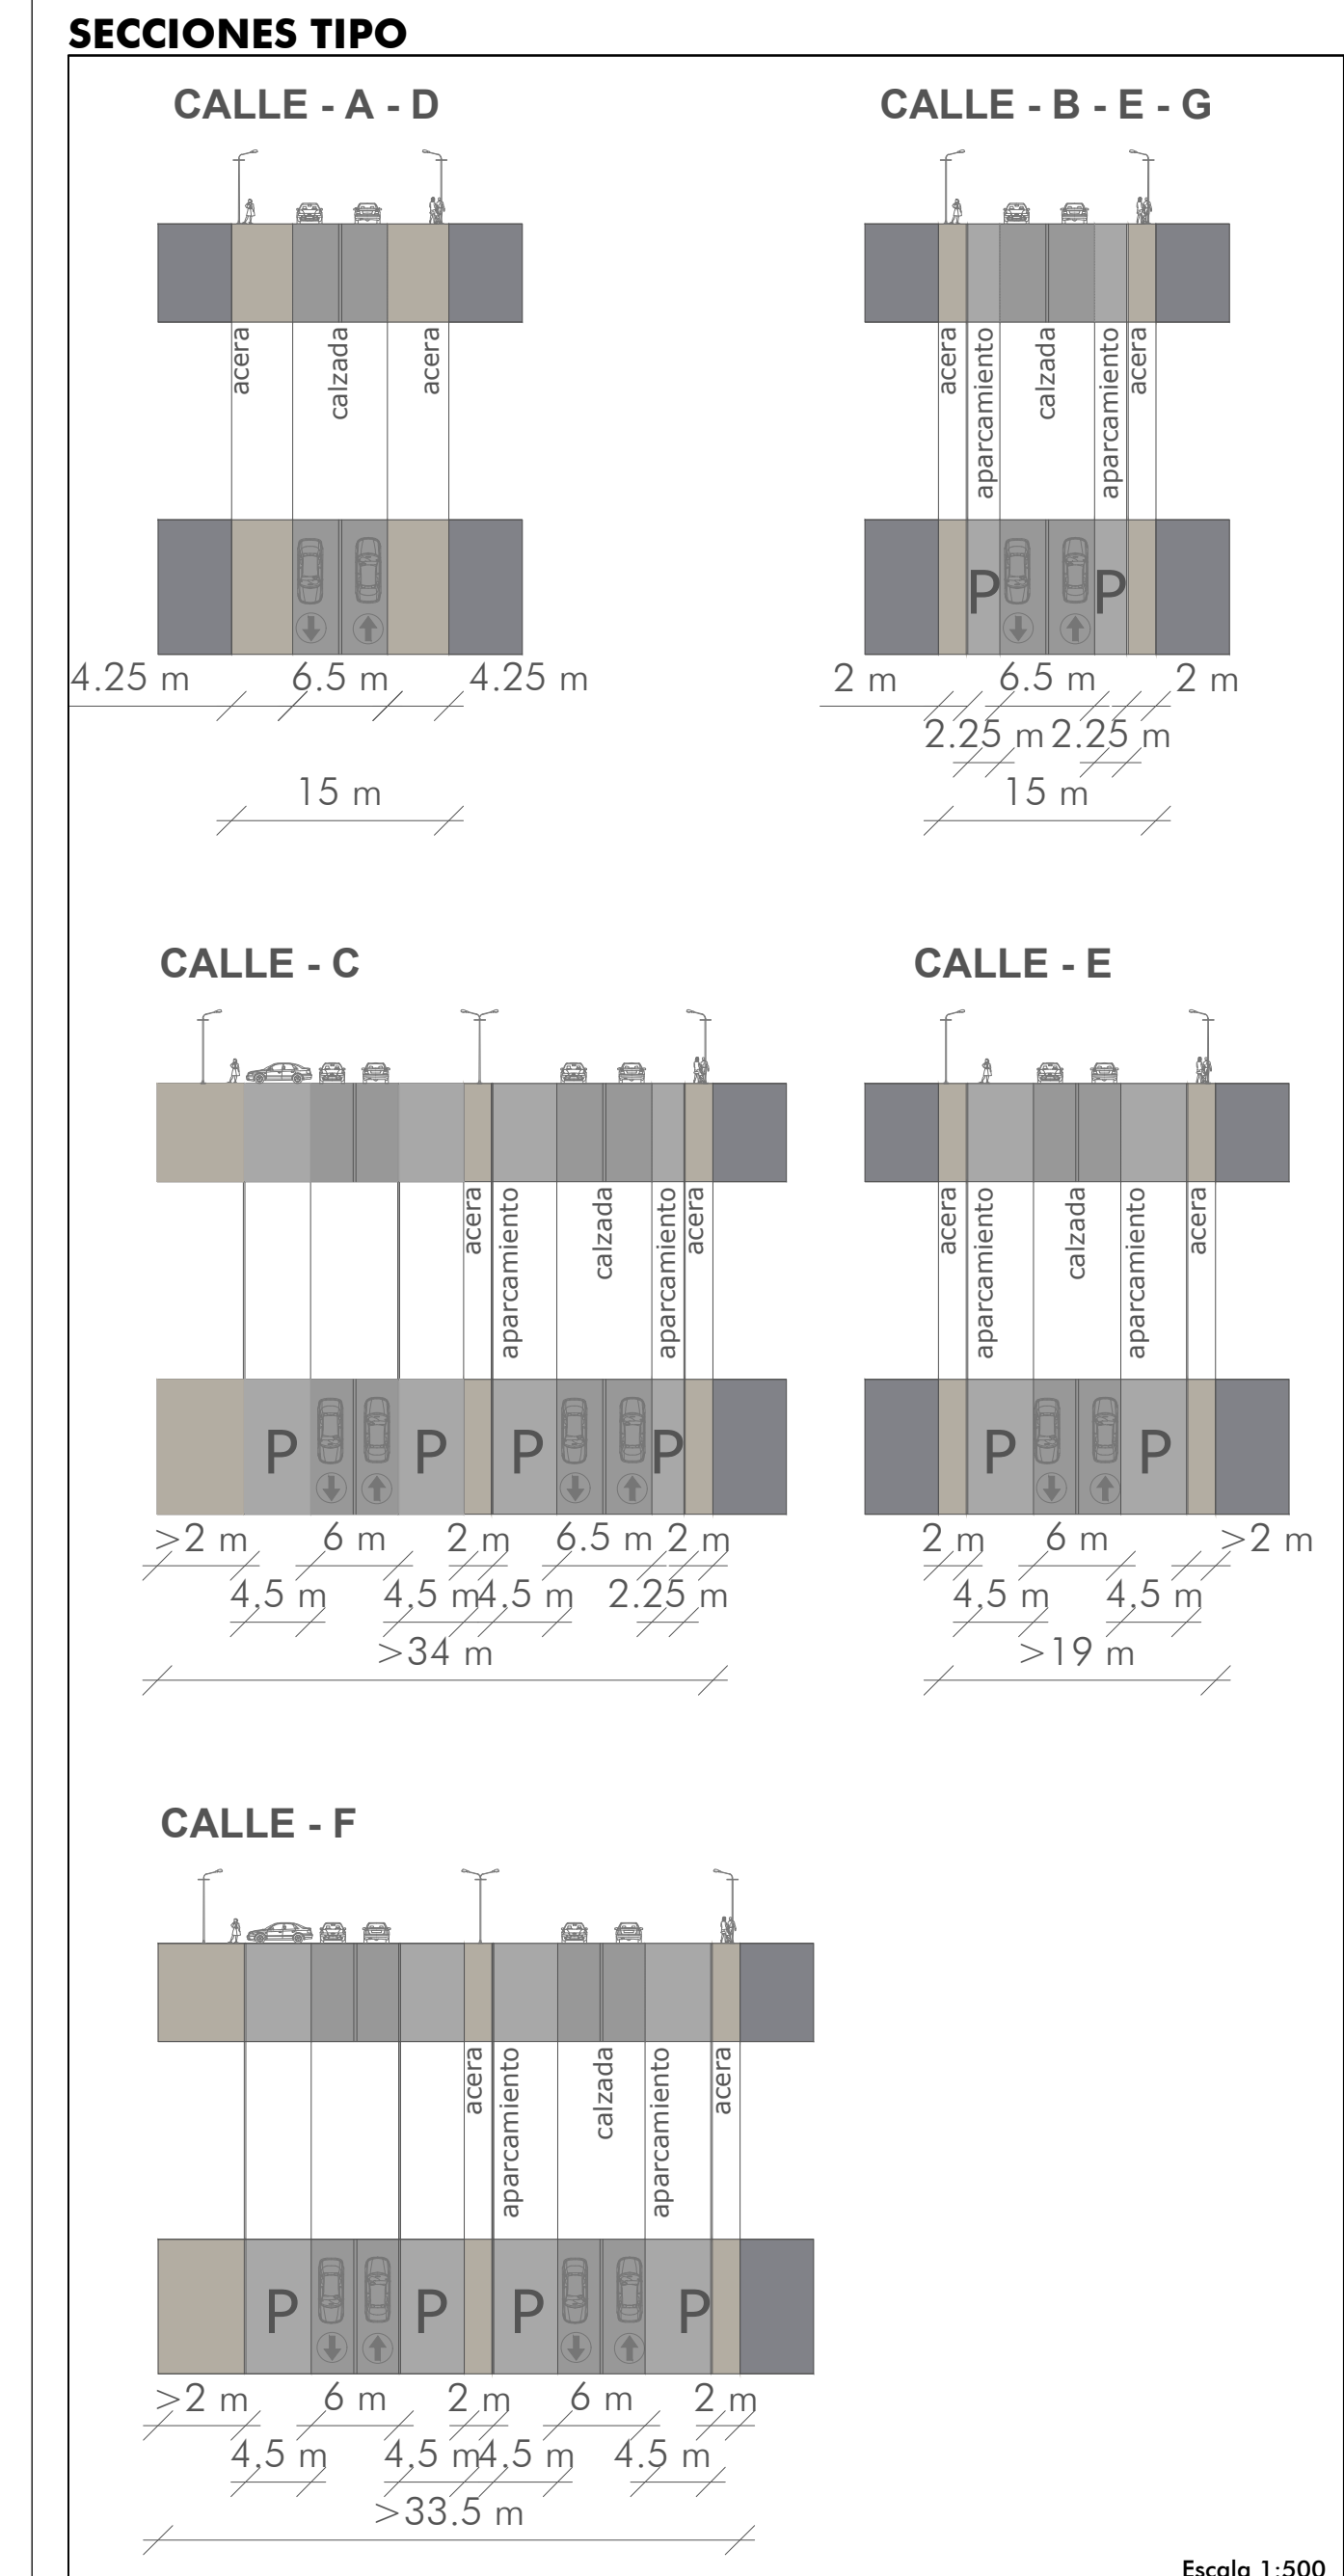 SECCIONES TIPO
CALLE - A - D
acera
calzada
acera
4.25 m
6.5 m
4.25 m
15 m
CALLE - B - E - G
acera
aparcamiento
calzada
aparcamiento
acera
P
P
2 m
6.5 m
2 m
2.25 m
2.25 m
15 m
CALLE - C
acera
aparcamiento
calzada
aparcamiento
acera
P
P
P
P
>2 m
6 m
2 m
6.5 m
2 m
4,5 m
4,5 m
4,5 m
2.25 m
>34 m
CALLE - E
acera
aparcamiento
calzada
aparcamiento
acera
P
P
2 m
6 m
>2 m
4,5 m
4,5 m
>19 m
CALLE - F
acera
aparcamiento
calzada
aparcamiento
acera
P
P
P
P
>2 m
6 m
2 m
6 m
2 m
4,5 m
4,5 m
4,5 m
4.5 m
>33.5 m
Escala 1:500